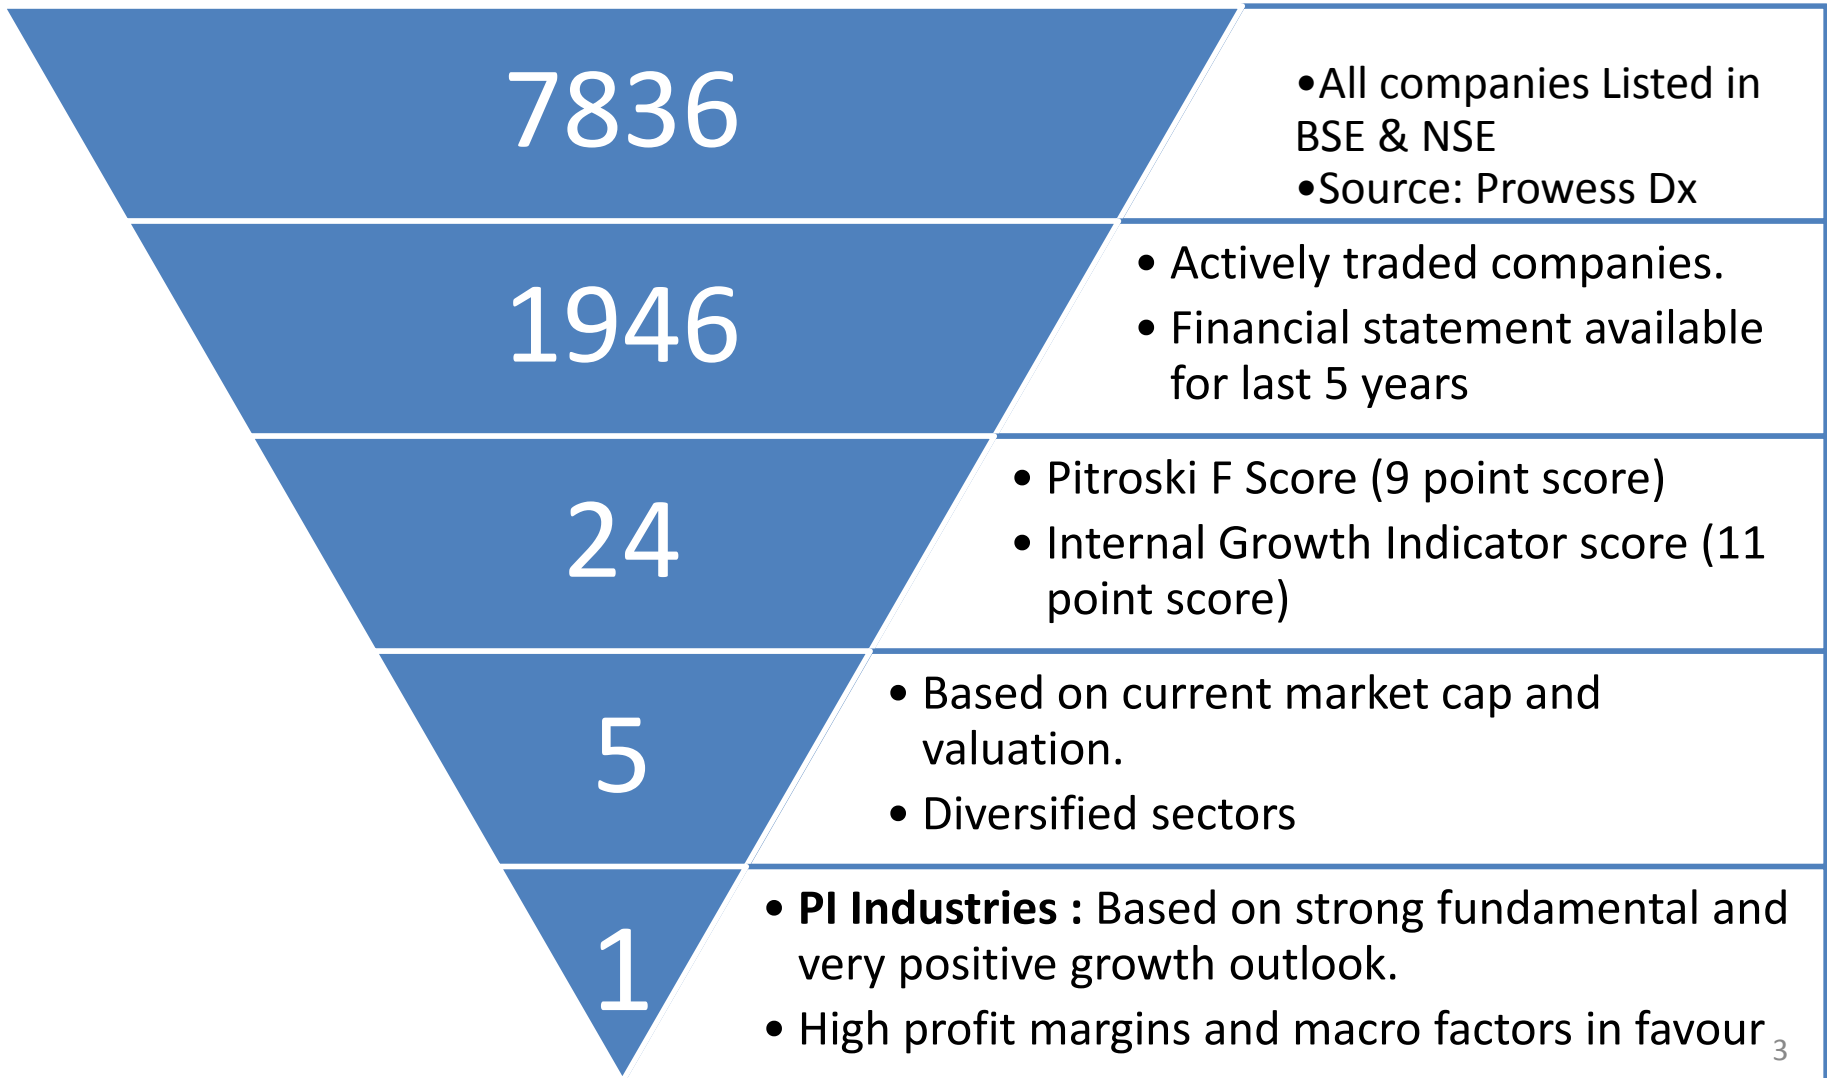 7836
•All companies Listed in
BSE & NSE
•Source: Prowess Dx
1946
• Actively traded companies.
• Financial statement available
for last 5 years
24
• Pitroski F Score (9 point score)
• Internal Growth Indicator score (11
point score)
5
• Based on current market cap and
valuation.
• Diversified sectors
1
• PI Industries : Based on strong fundamental and
very positive growth outlook.
• High profit margins and macro factors in favour
3